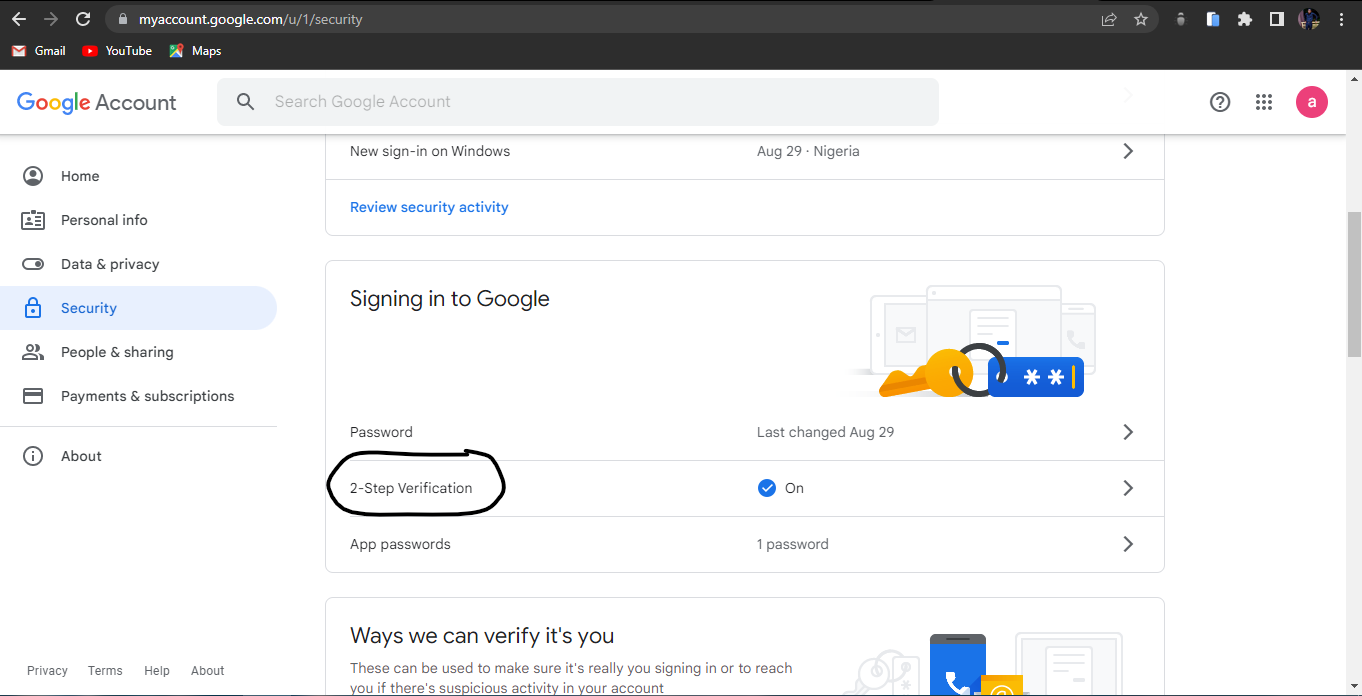 myaccount.google.com/u/1/security
Gmail YouTube Maps
Google Account
Search Google Account
a
New sign-in on Windows Aug 29 · Nigeria
Review security activity
Home
Personal info
Data & privacy
Security
People & sharing
Payments & subscriptions
About
Signing in to Google
**
Password Last changed Aug 29
2-Step Verification On
App passwords 1 password
Ways we can verify it's you
These can be used to make sure it's really you signing in or to reach
you if there's suspicious activity in your account
Privacy Terms Help About